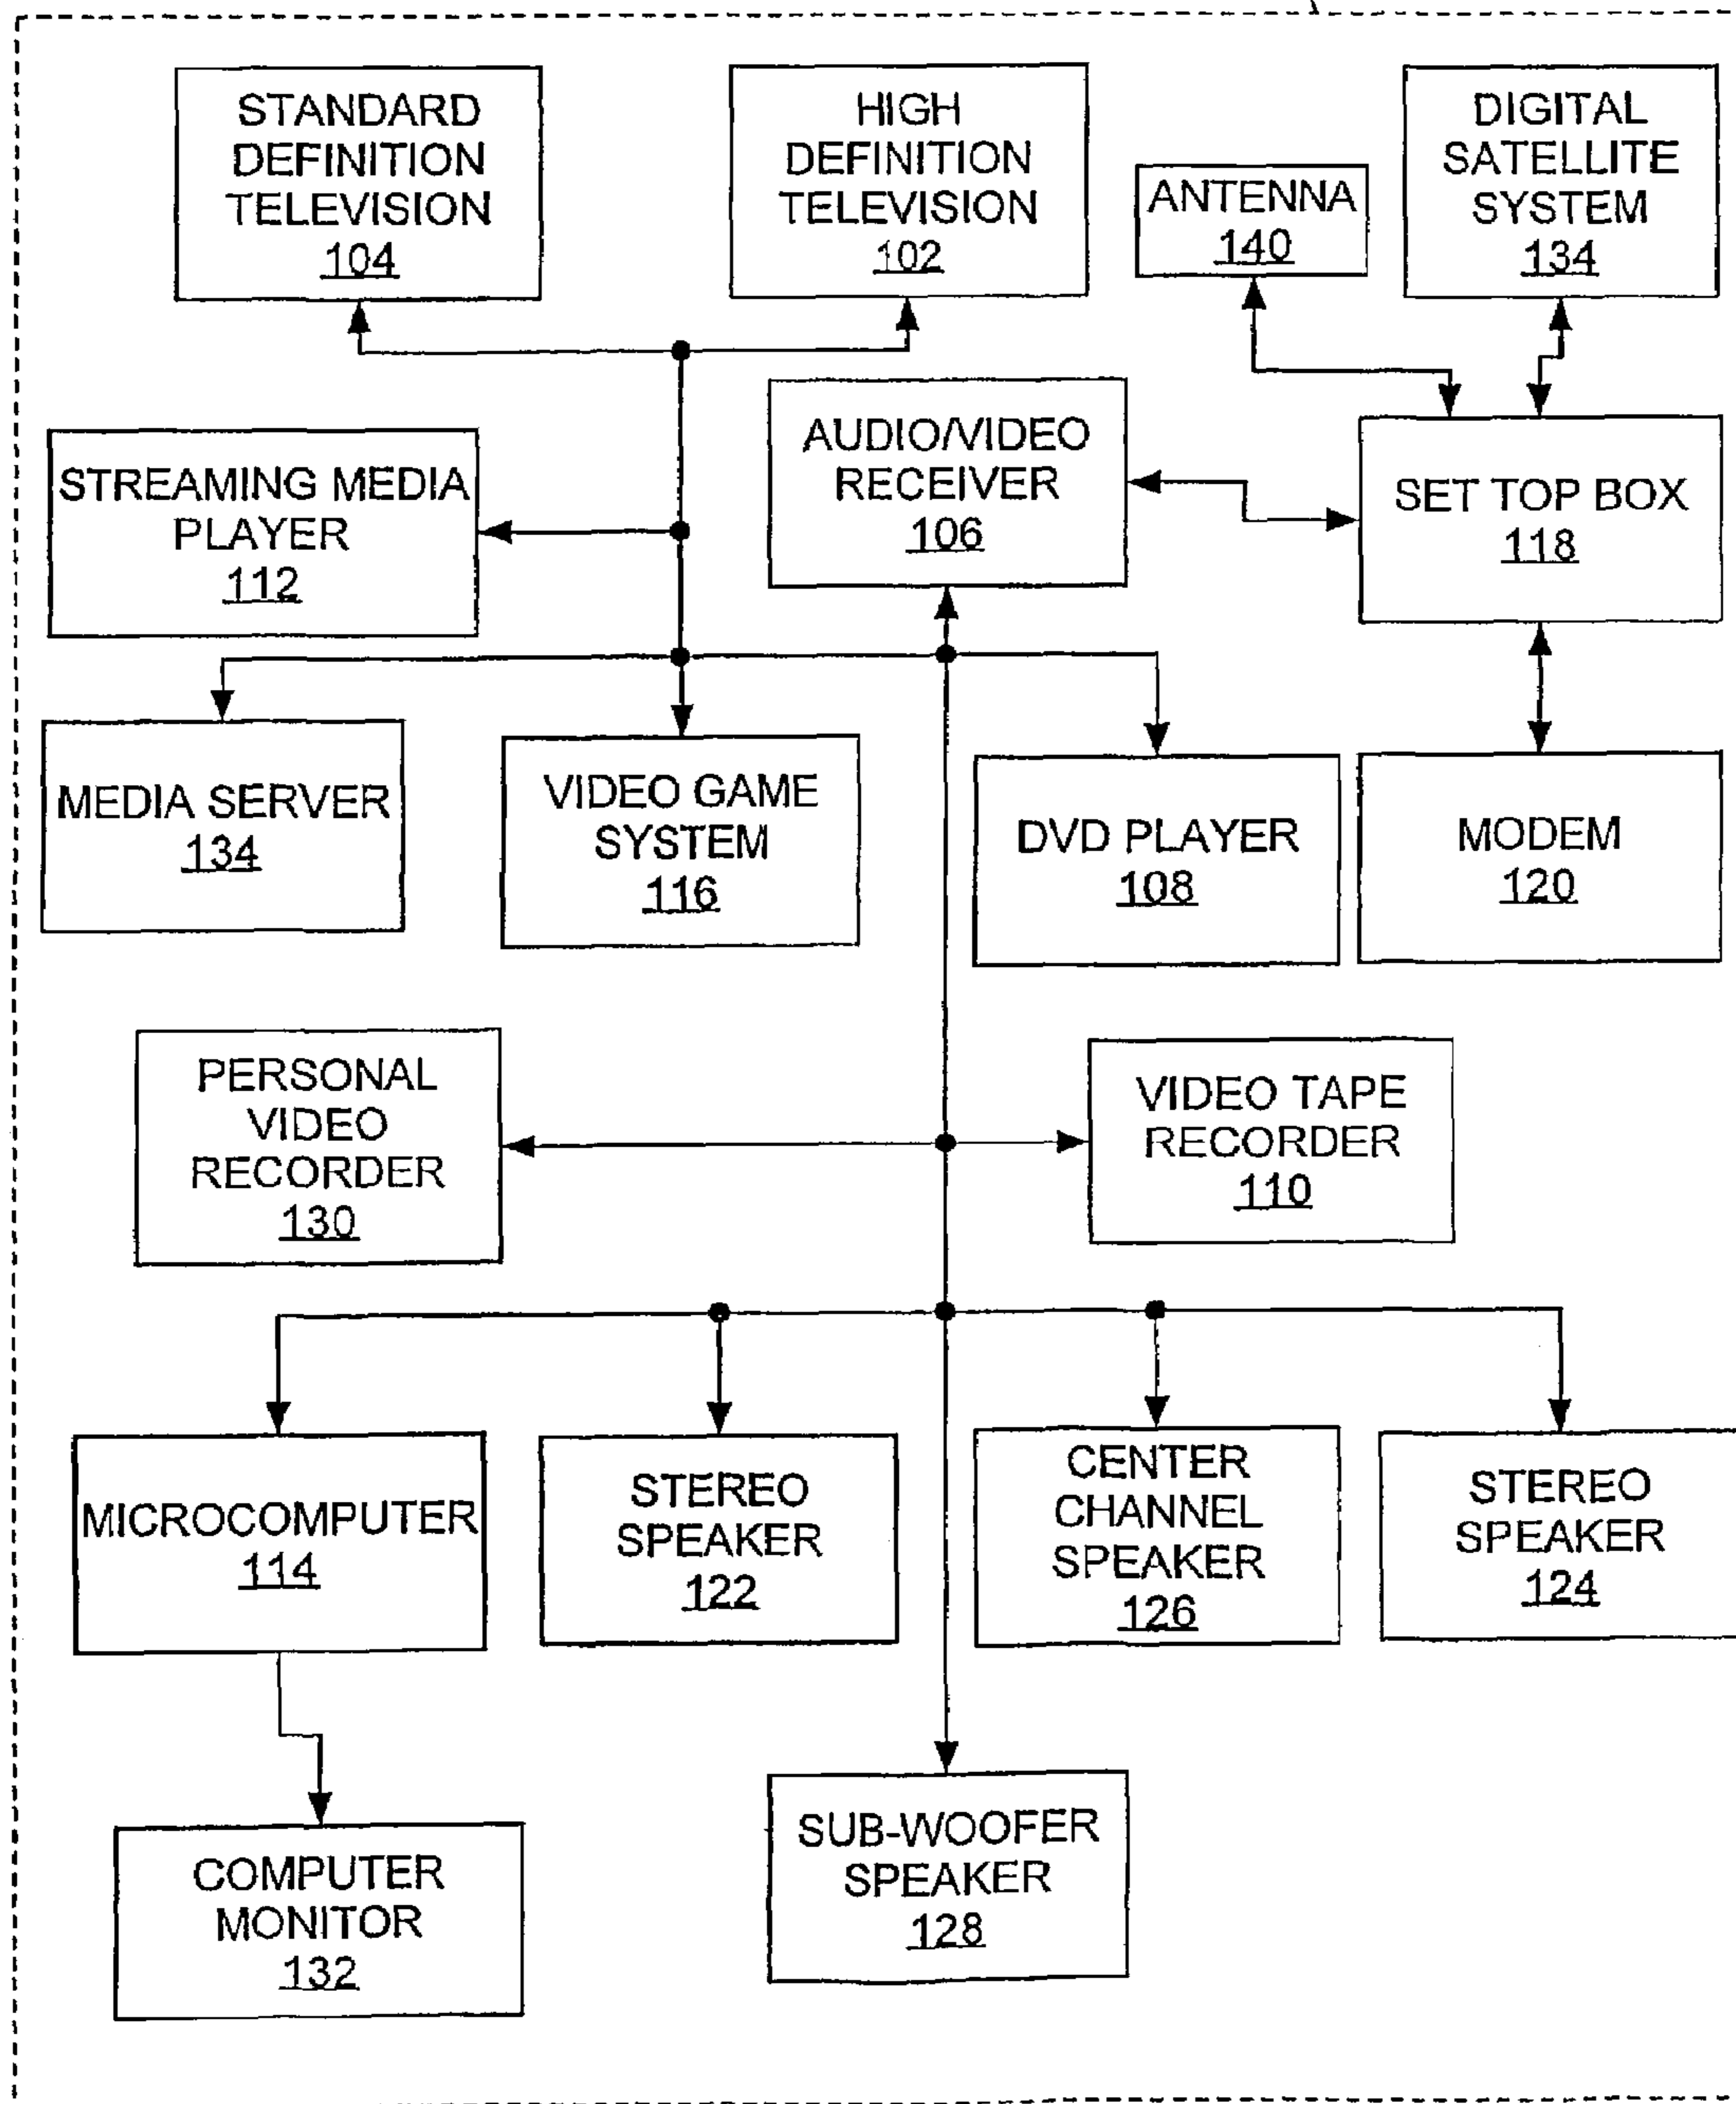 STANDARD
DEFINITION
TELEVISION
104
HIGH
DEFINITION
TELEVISION
102
ANTENNA
140
DIGITAL
SATELLITE
SYSTEM
134
STREAMING MEDIA
PLAYER
112
AUDIO/VIDEO
RECEIVER
106
SET TOP BOX
118
MEDIA SERVER
134
VIDEO GAME
SYSTEM
116
DVD PLAYER
108
MODEM
120
PERSONAL
VIDEO
RECORDER
130
VIDEO TAPE
RECORDER
110
MICROCOMPUTER
114
STEREO
SPEAKER
122
CENTER
CHANNEL
SPEAKER
126
STEREO
SPEAKER
124
COMPUTER
MONITOR
132
SUB-WOOFER
SPEAKER
128